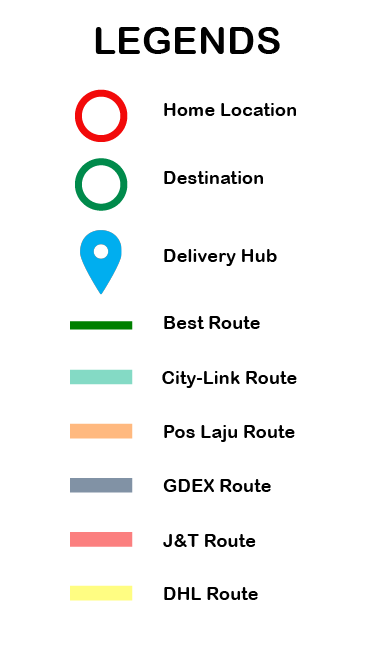 LEGENDS
Home Location
Destination
Delivery Hub
Best Route
City-Link Route
Pos Laju Route
GDEX Route
J&T Route
DHL Route